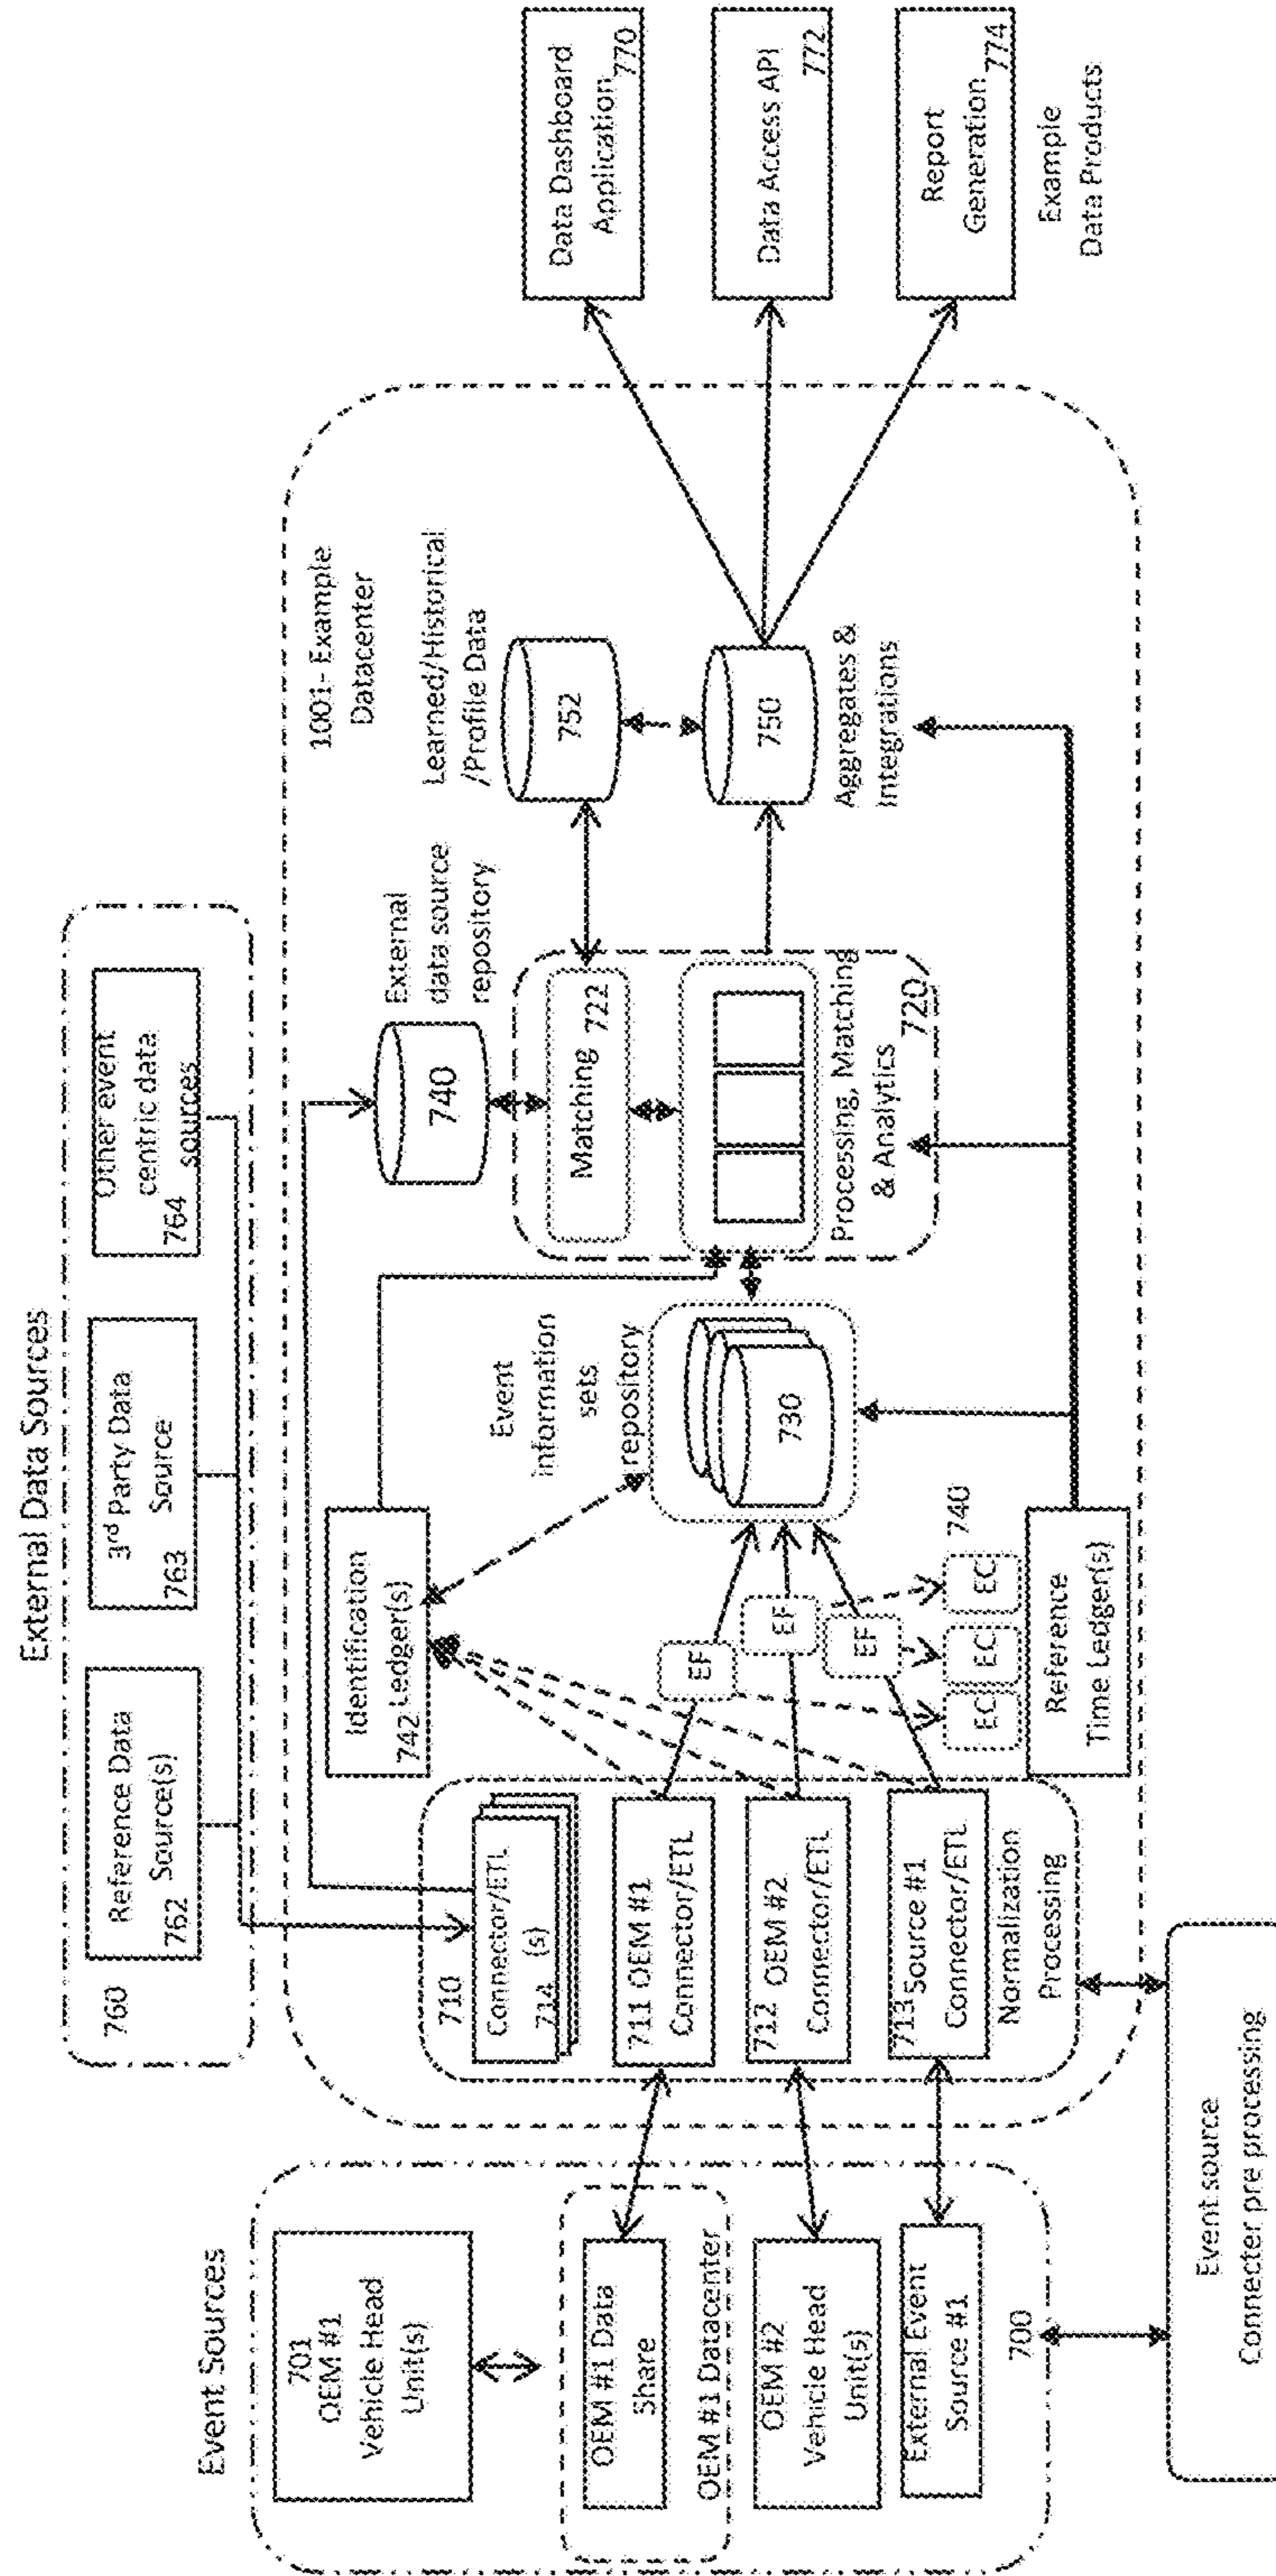 External Data Sources
760
Reference Data
762 Source(s)
3rd Party Data
763 Source
Other event
centric data
764 sources
Event Sources
701
OEM #1
Vehicle Head
Unit(s)
OEM #1 Data
Share
OEM #1 Datacenter
OEM #2
Vehicle Head
Unit(s)
External Event
Source #1
700
Event source
Connecter pre processing
1001- Example
Datacenter
710
Connector/ETL
714 (s)
711 OEM #1
Connector/ETL
712 OEM #2
Connector/ETL
713 Source #1
Connector/ETL
Normalization
Processing
Identification
742 Ledger(s)
EF
EF
EF
EC
EC
EC
740
Reference
Time Ledger(s)
Event
information
sets
repository
730
External
data source
repository
740
Matching 722
Processing, Matching
& Analytics 720
Learned/Historical
/Profile Data
752
750
Aggregates &
Integrations
Data Dashboard
Application 770
Data Access API
772
Report
Generation 774
Example
Data Products